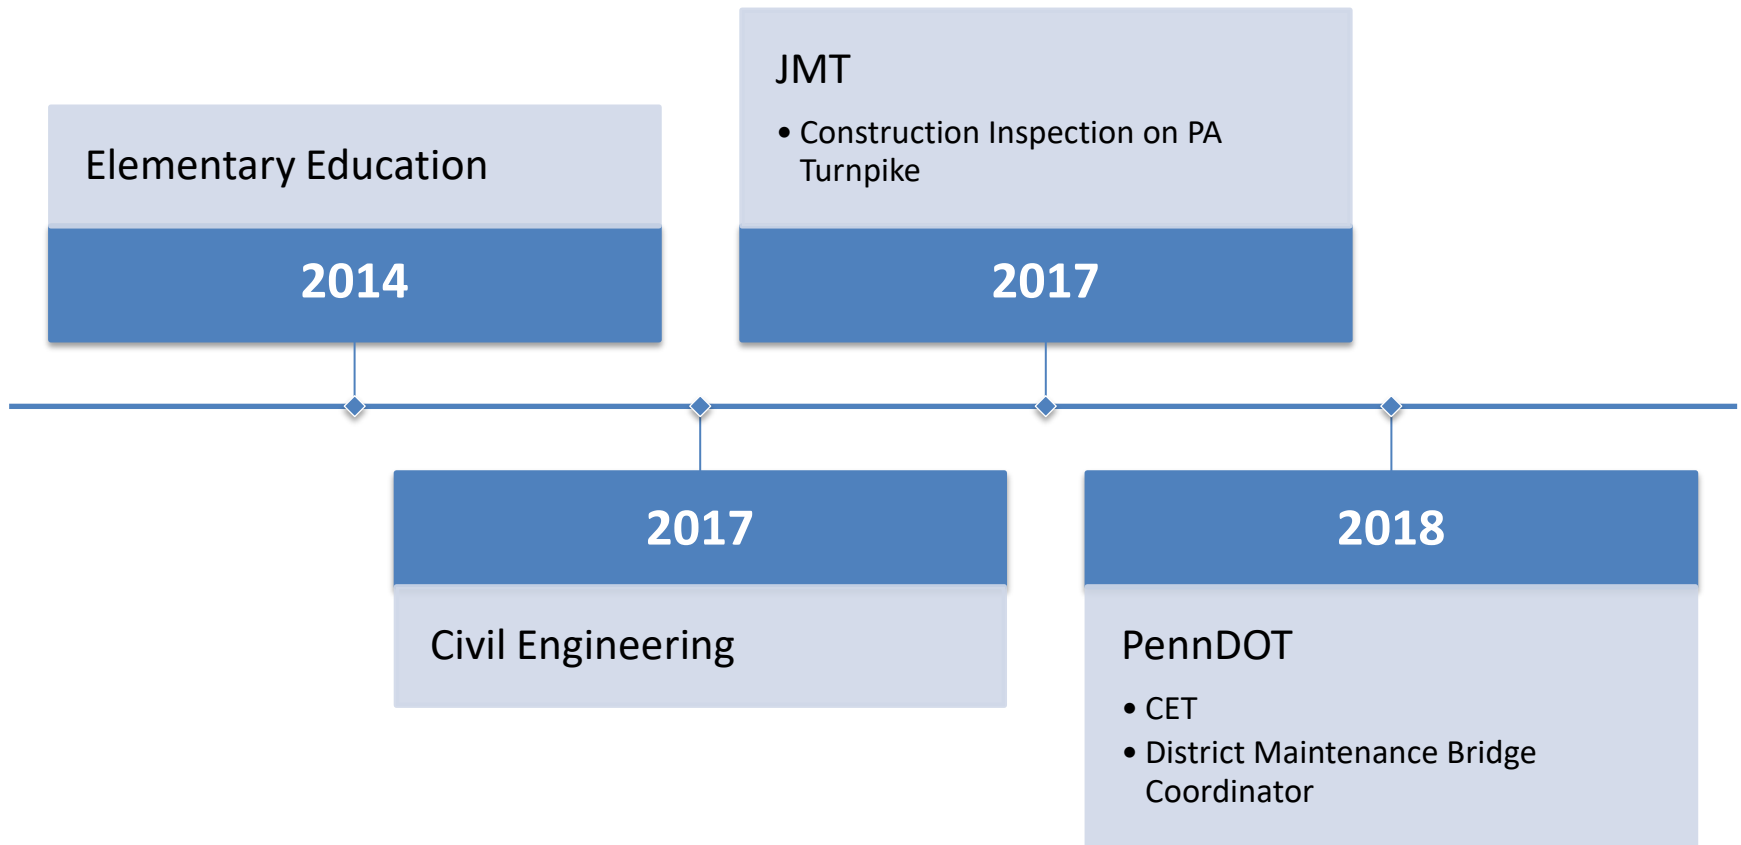 Elementary Education
2014
2017
Civil Engineering
JMT
• Construction Inspection on PA
Turnpike
2017
2018
PennDOT
• CET
• District Maintenance Bridge
Coordinator